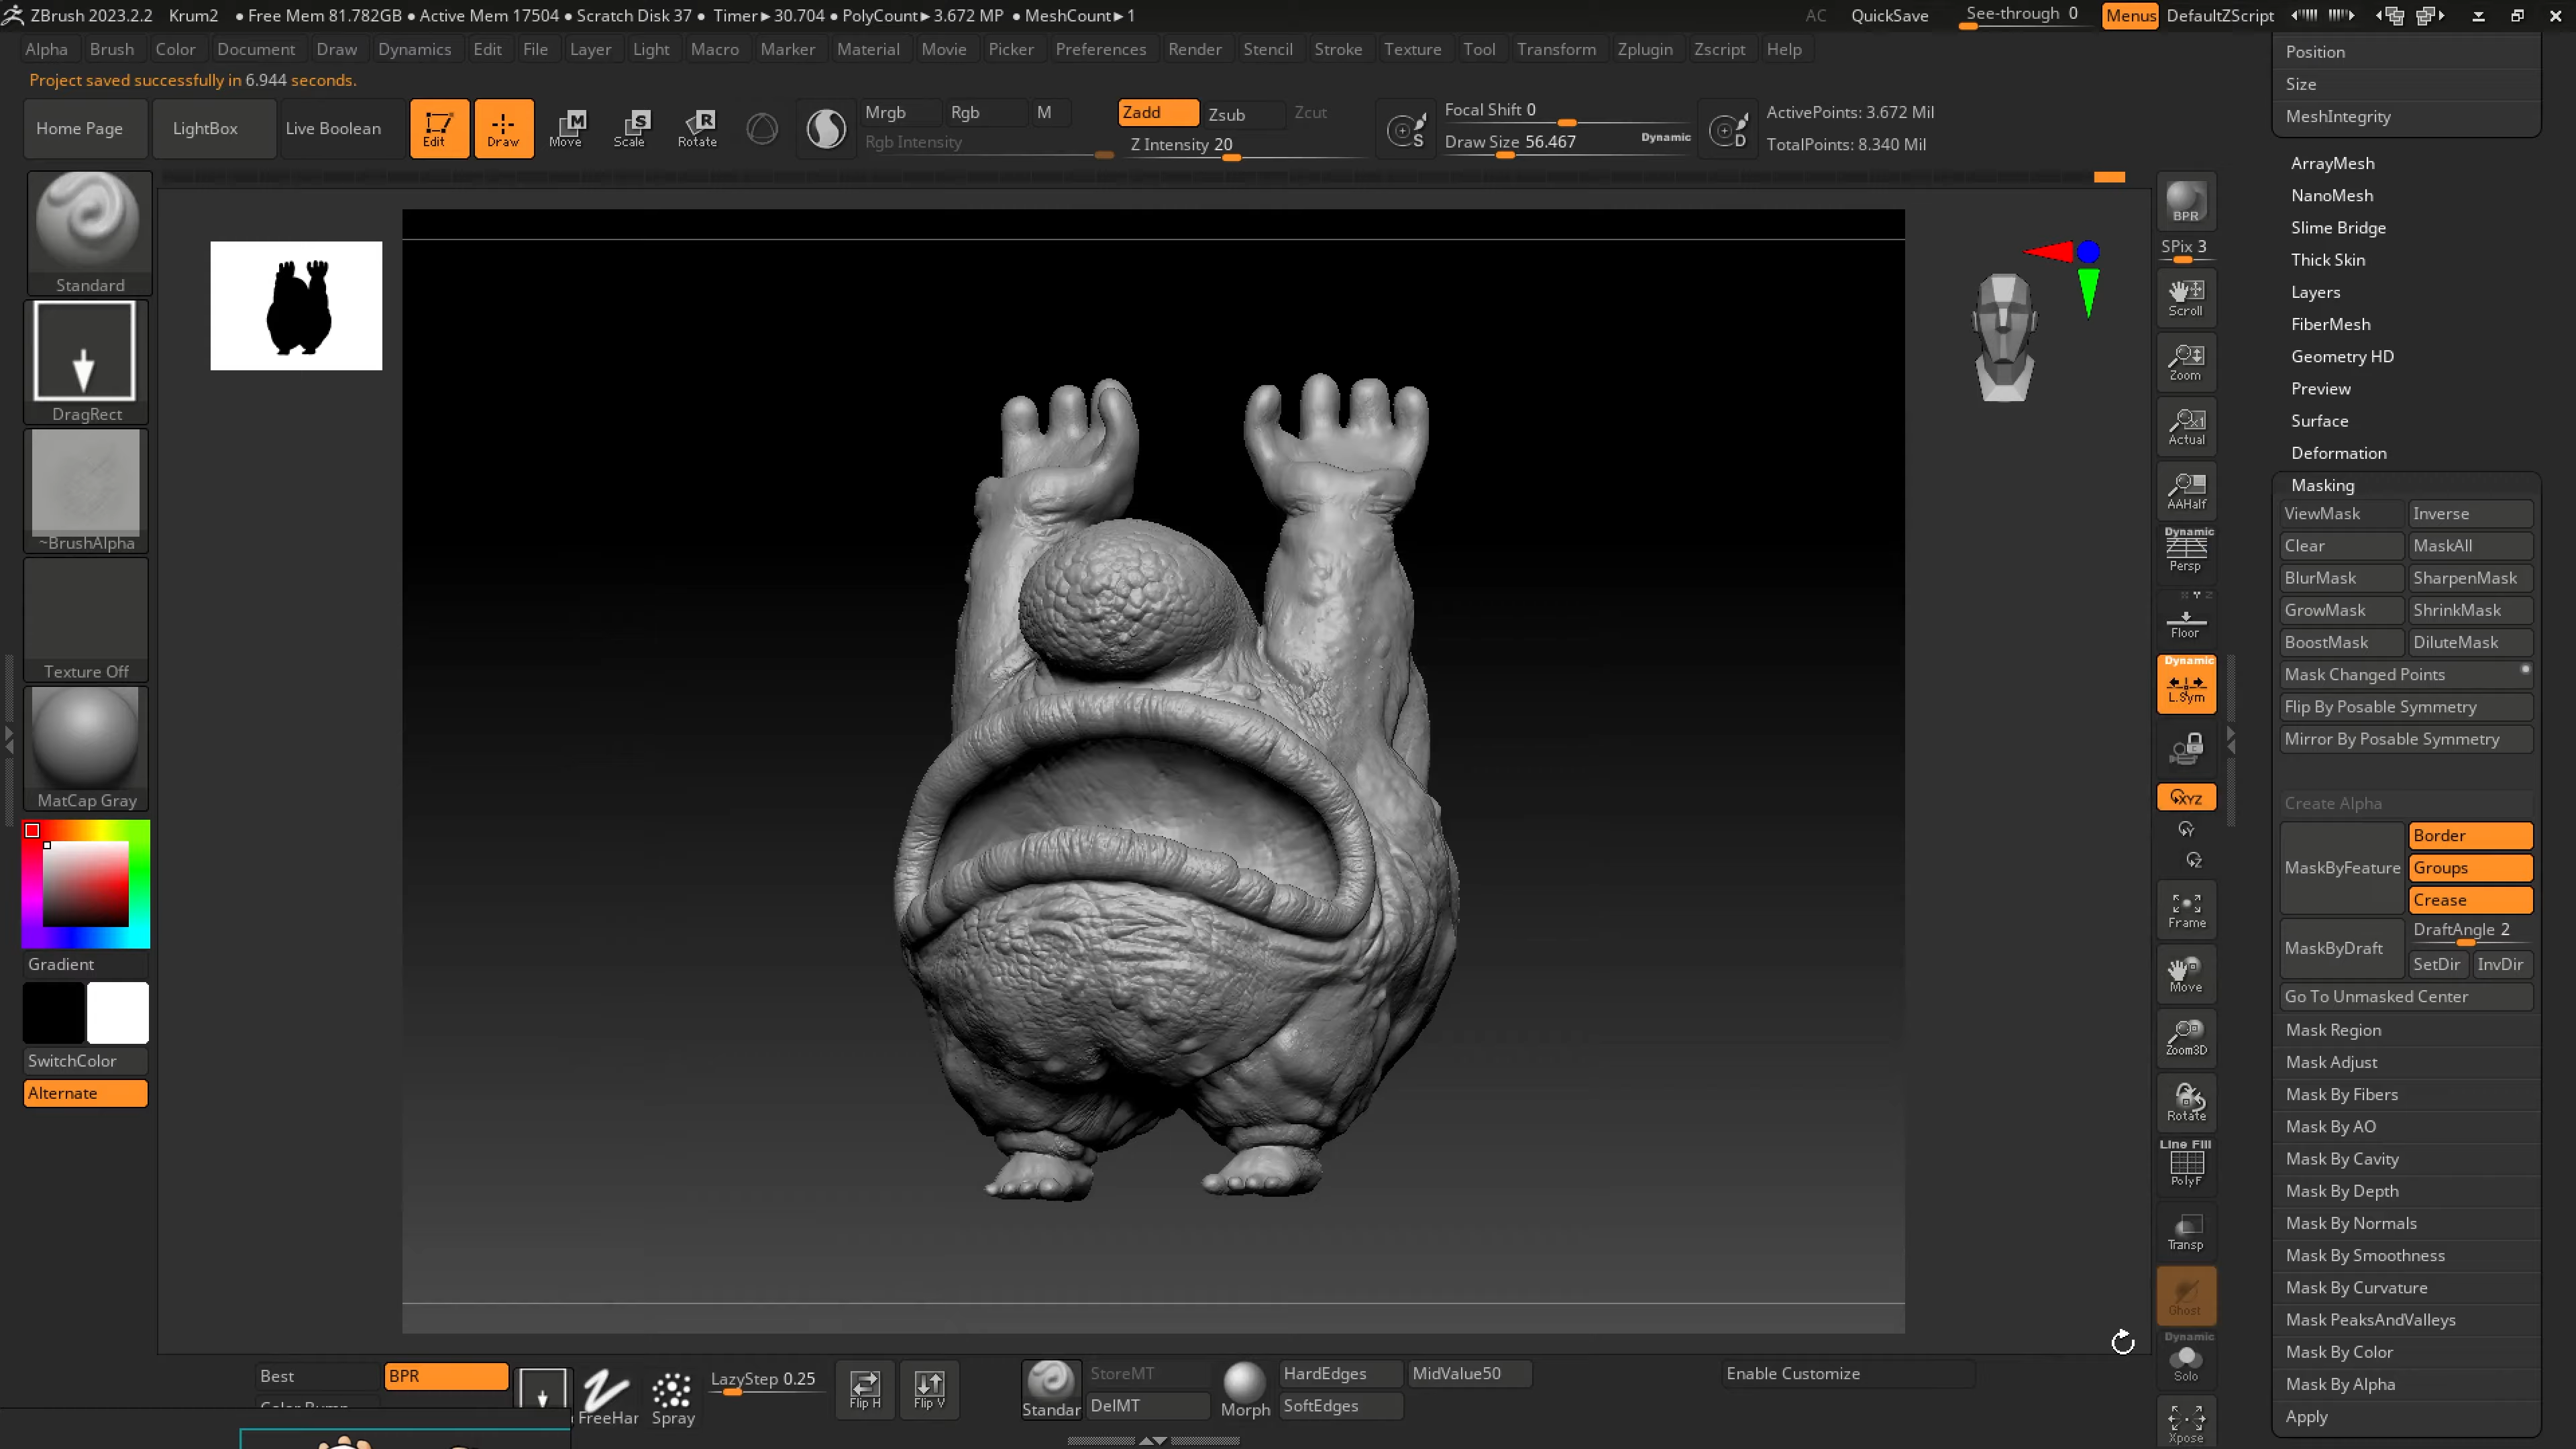 ZBrush 2023.2.2 Krum2 ● Free Mem 81.782GB ● Active Mem 17504 ● Scratch Disk 37 ● Timer►30.704 ● PolyCount►3.672 MP ● MeshCount►1 AC QuickSave See-through 0 Menus DefaultZScript
Alpha Brush Color Document Draw Dynamics Edit File Layer Light Macro Marker Material Movie Picker Preferences Render Stencil Stroke Texture Tool Transform Zplugin Zscript Help
Project saved successfully in 6.944 seconds.
Home Page LightBox Live Boolean Edit Draw Move Scale Rotate
M S R
Mrgb Rgb M
Rgb Intensity
Zadd Zsub Zcut
Z Intensity 20
S
Focal Shift 0
Draw Size 56.467 Dynamic
D
ActivePoints: 3.672 Mil
TotalPoints: 8.340 Mil
Standard
DragRect
~BrushAlpha
Texture Off
MatCap Gray
Gradient
SwitchColor
Alternate
BPR
SPix 3
Scroll
Zoom
x1
Actual
AAHalf
Dynamic
Persp
X Y Z
Floor
Dynamic
L.Sym
XYZ
Y
Z
Frame
Move
Zoom3D
Rotate
Line Fill
PolyF
Transp
Ghost
Dynamic
Solo
Xpose
Position
Size
MeshIntegrity
ArrayMesh
NanoMesh
Slime Bridge
Thick Skin
Layers
FiberMesh
Geometry HD
Preview
Surface
Deformation
Masking
ViewMask Inverse
Clear MaskAll
BlurMask SharpenMask
GrowMask ShrinkMask
BoostMask DiluteMask
Mask Changed Points
Flip By Posable Symmetry
Mirror By Posable Symmetry
Create Alpha
MaskByFeature Border
Groups
Crease
MaskByDraft DraftAngle 2
SetDir InvDir
Go To Unmasked Center
Mask Region
Mask Adjust
Mask By Fibers
Mask By AO
Mask By Cavity
Mask By Depth
Mask By Normals
Mask By Smoothness
Mask By Curvature
Mask PeaksAndValleys
Mask By Color
Mask By Alpha
Apply
Best BPR
FreeHar Spray
LazyStep 0.25
Flip H Flip V
Standar
StoreMT
DelMT
Morph
HardEdges MidValue50
SoftEdges
Enable Customize